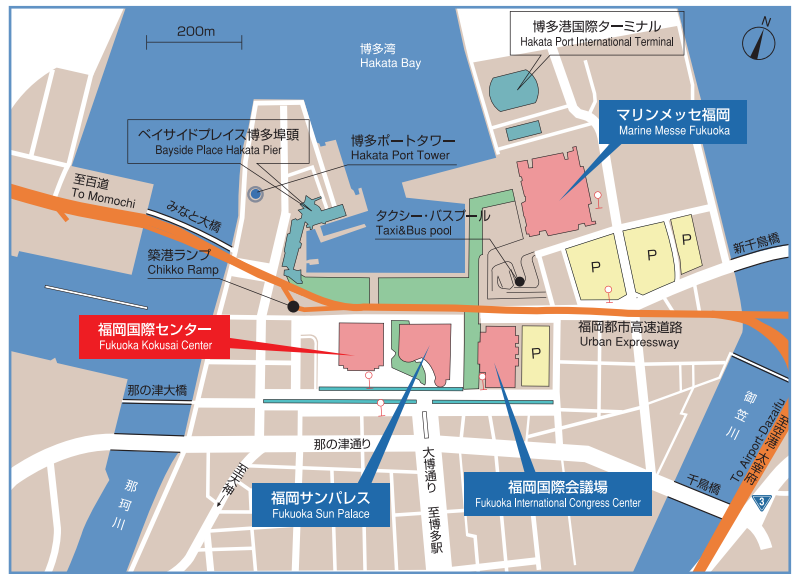 200m
博多湾
Hakata Bay
博多港国際ターミナル
Hakata Port International Terminal
N
マリンメッセ福岡
Marine Messe Fukuoka
ベイサイドプレイス博多埠頭
Bayside Place Hakata Pier
博多ポートタワー
Hakata Port Tower
至百道
To Momochi
みなと大橋
タクシー・バスプール
Taxi&Bus pool
築港ランプ
Chikko Ramp
P
P
P
新千鳥橋
福岡国際センター
Fukuoka Kokusai Center
福岡都市高速道路
Urban Expressway
P
那の津大橋
御笠川
至空港・大宰府
To Airport-Dazaifu
那の津通り
大博通り
至博多駅
至天神
那珂川
福岡サンパレス
Fukuoka Sun Palace
福岡国際会議場
Fukuoka International Congress Center
千鳥橋
3